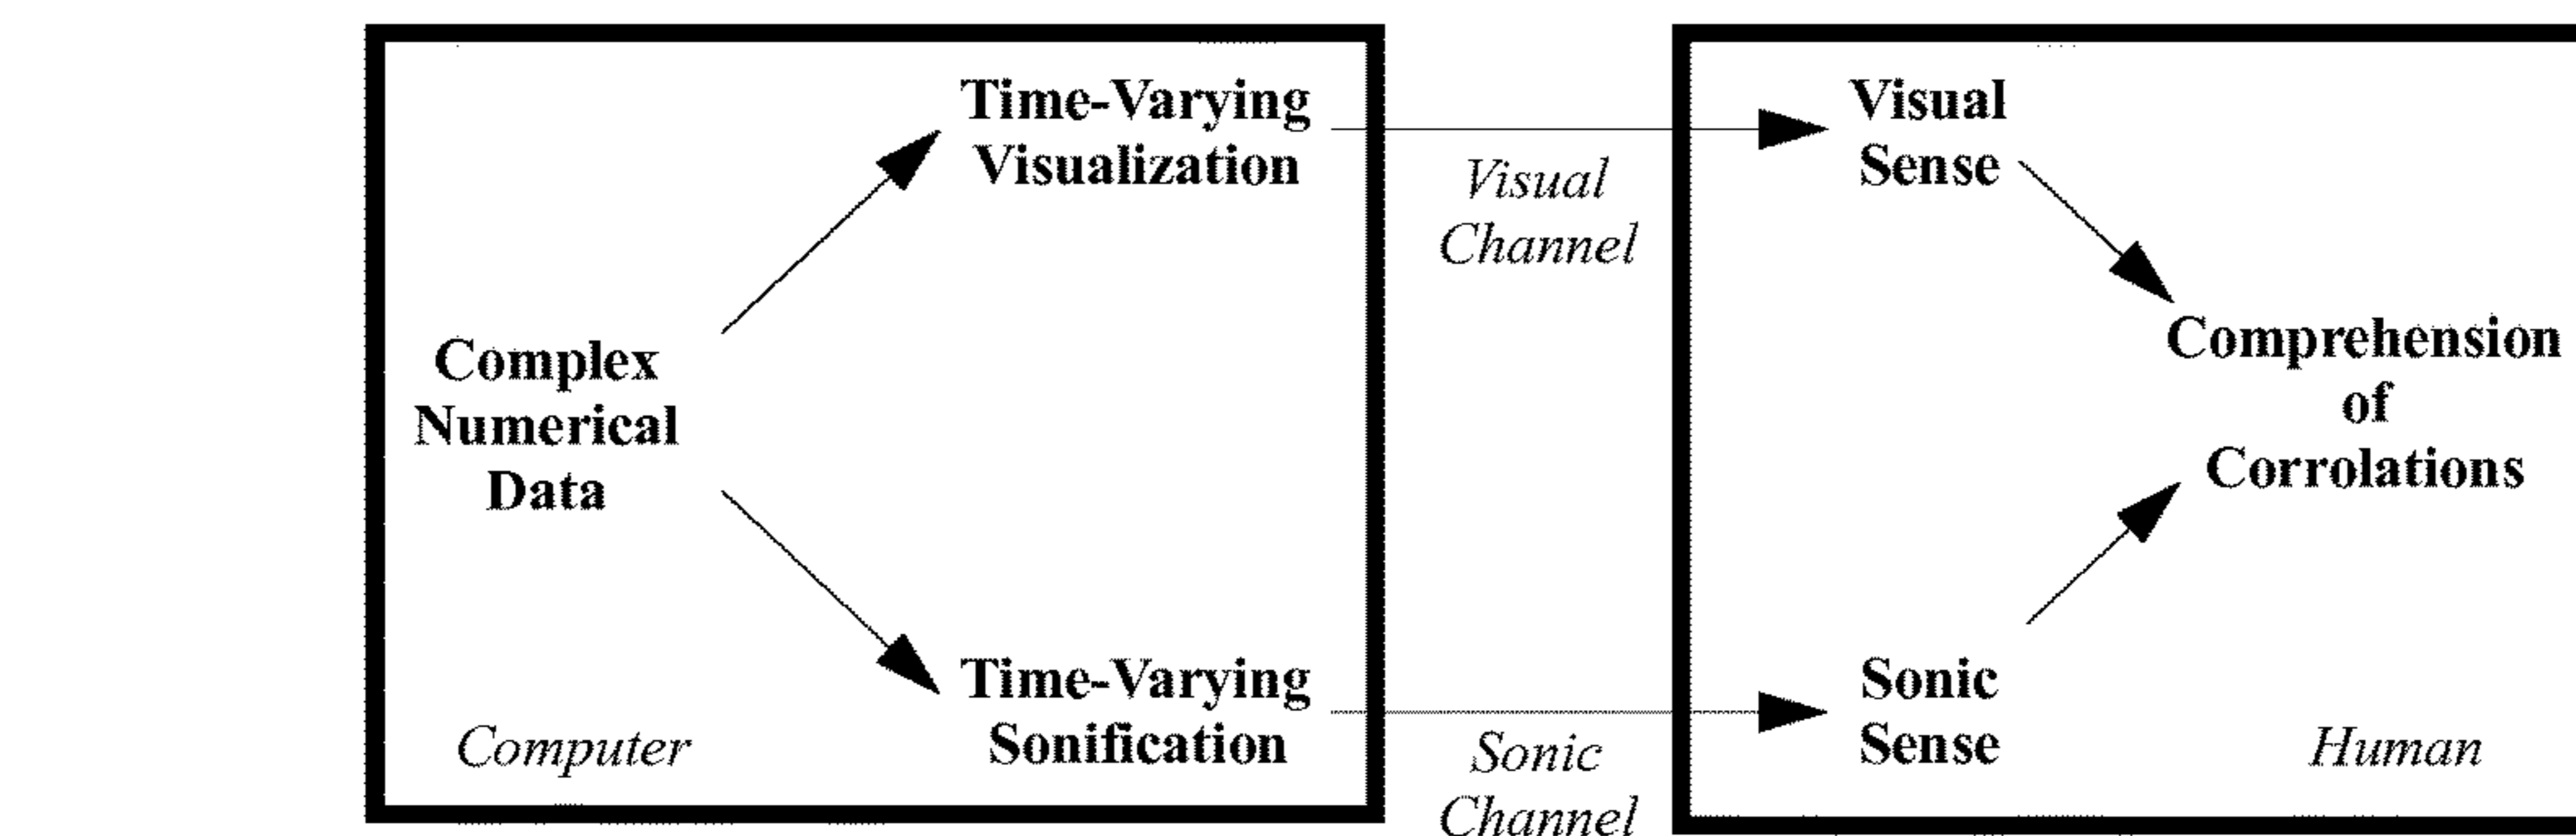 Complex
Numerical
Data
Computer
Time-Varying
Visualization
Time-Varying
Sonification
Visual
Channel
Sonic
Channel
Visual
Sense
Sonic
Sense
Comprehension
of
Corrolations
Human